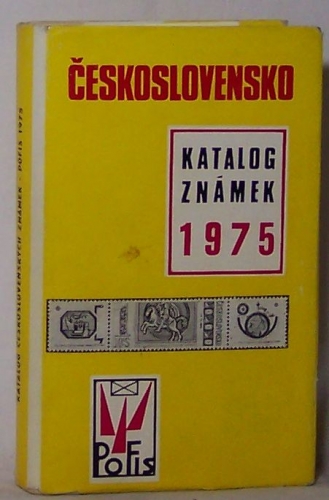 ČESKOSLOVENSKO
KATALOG
ZNÁMEK
1975
POFIS
KATALOG ČESKOSLOVENSKÝCH ZNÁMEK - POFIS 1975